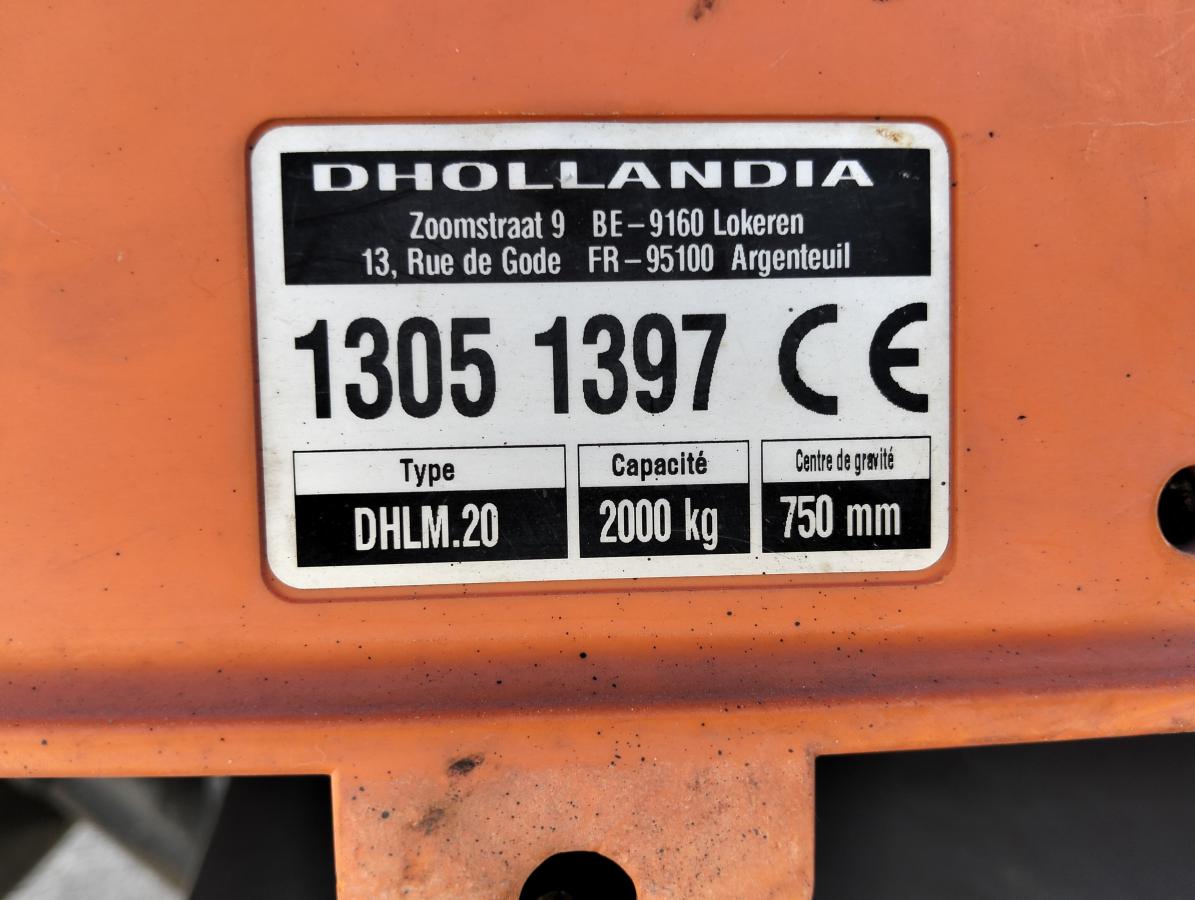 DHOLLANDIA
Zoomstraat 9 BE-9160 Lokeren
13, Rue de Gode FR-95100 Argenteuil
1305 1397 CE
Type Capacité Centre de gravité
DHLM.20 2000 kg 750 mm